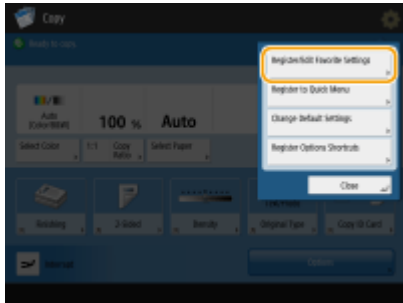 Copy
Ready to copy.
Register/Edit Favorite Settings
Register to Quick Menu
Change Default Settings
Register Options Shortcuts
Close
Auto
(Color/B&W)
100 %
Auto
Select Color
1:1
Copy
Ratio
Select Paper
Finishing
2-Sided
Density
Original Type
Copy ID Card
Interrupt
Options